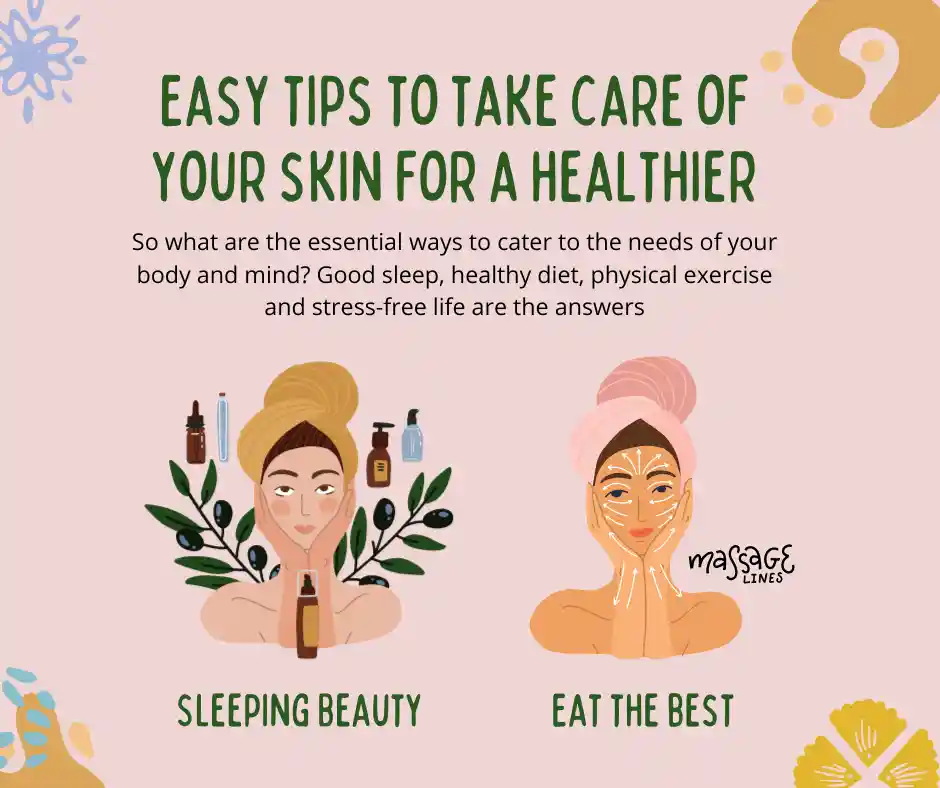 EASY TIPS TO TAKE CARE OF
YOUR SKIN FOR A HEALTHIER
So what are the essential ways to cater to the needs of your
body and mind? Good sleep, healthy diet, physical exercise
and stress-free life are the answers
massage
LINES
SLEEPING BEAUTY
EAT THE BEST